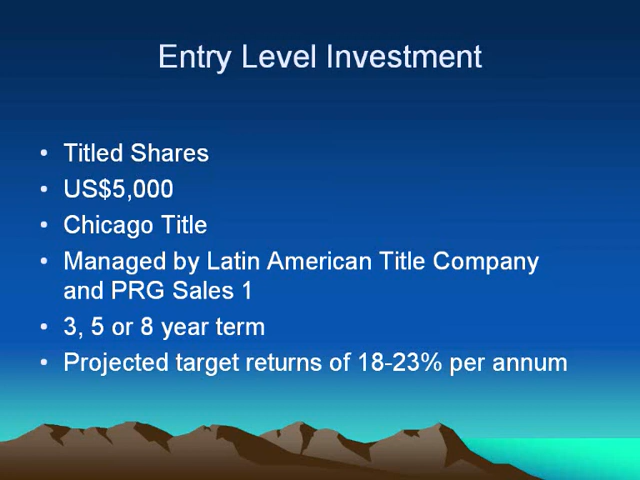 Entry Level Investment
• Titled Shares
• US$5,000
• Chicago Title
• Managed by Latin American Title Company
and PRG Sales 1
• 3, 5 or 8 year term
• Projected target returns of 18-23% per annum